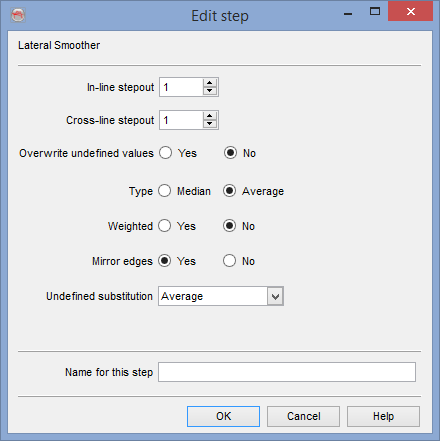 Edit step
Lateral Smoother
In-line stepout 1
Cross-line stepout 1
Overwrite undefined values Yes No
Type Median Average
Weighted Yes No
Mirror edges Yes No
Undefined substitution Average
Name for this step
OK Cancel Help